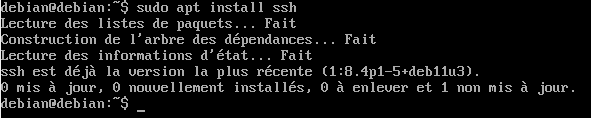 debian@debian:~$ sudo apt install ssh
Lecture des listes de paquets... Fait
Construction de l'arbre des dépendances... Fait
Lecture des informations d'état... Fait
ssh est déjà la version la plus récente (1:8.4p1-5+deb11u3).
0 mis à jour, 0 nouvellement installés, 0 à enlever et 1 non mis à jour.
debian@debian:~$ _